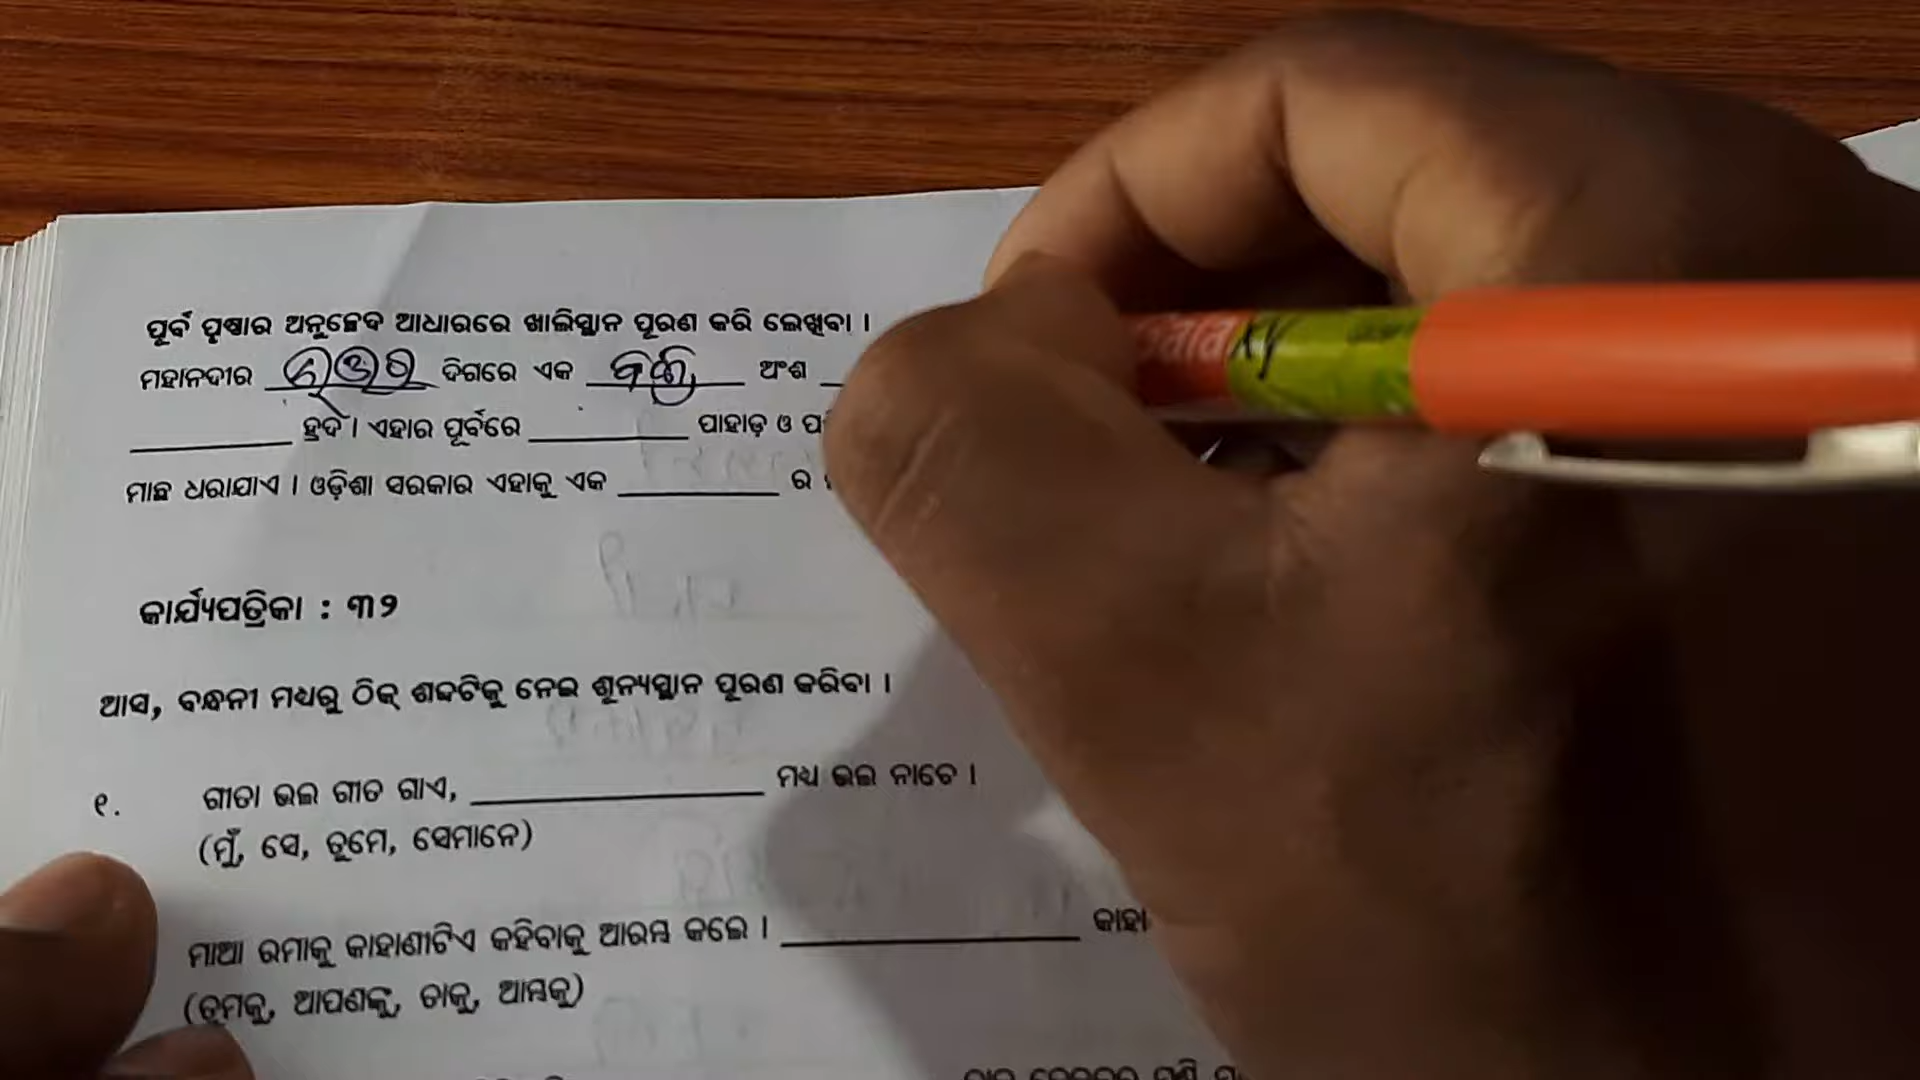 ପୂର୍ବ ପୃଷ୍ଠାର ଅନୁଚ୍ଛେଦ ଆଧାରରେ ଖାଲିସ୍ଥାନ ପୂରଣ କରି ଲେଖିବା ।
ମହାନଦୀର ଉତ୍ତର ଦିଗରେ ଏକ ବିଶାଳ ଅଂଶ
ହ୍ରଦ । ଏହାର ପୂର୍ବରେ ପାହାଡ଼ ଓ
ମାଛ ଧରାଯାଏ । ଓଡ଼ିଶା ସରକାର ଏହାକୁ ଏକ ର
କାର୍ଯ୍ୟପତ୍ରିକା : ୩୨
ଆସ, ବନ୍ଧନୀ ମଧ୍ୟରୁ ଠିକ୍ ଶବ୍ଦଟିକୁ ନେଇ ଶୂନ୍ୟସ୍ଥାନ ପୂରଣ କରିବା ।
୧. ଗୀତା ଭଲ ଗୀତ ଗାଏ, ମଧ୍ୟ ଭଲ ନାଚେ ।
(ମୁଁ, ସେ, ତୁମେ, ସେମାନେ)
ମାଆ ରମାକୁ କାହାଣୀଟିଏ କହିବାକୁ ଆରମ୍ଭ କଲେ । କାହା
(ତୁମକୁ, ଆପଣଙ୍କୁ, ତାକୁ, ଆମ୍ଭକୁ)